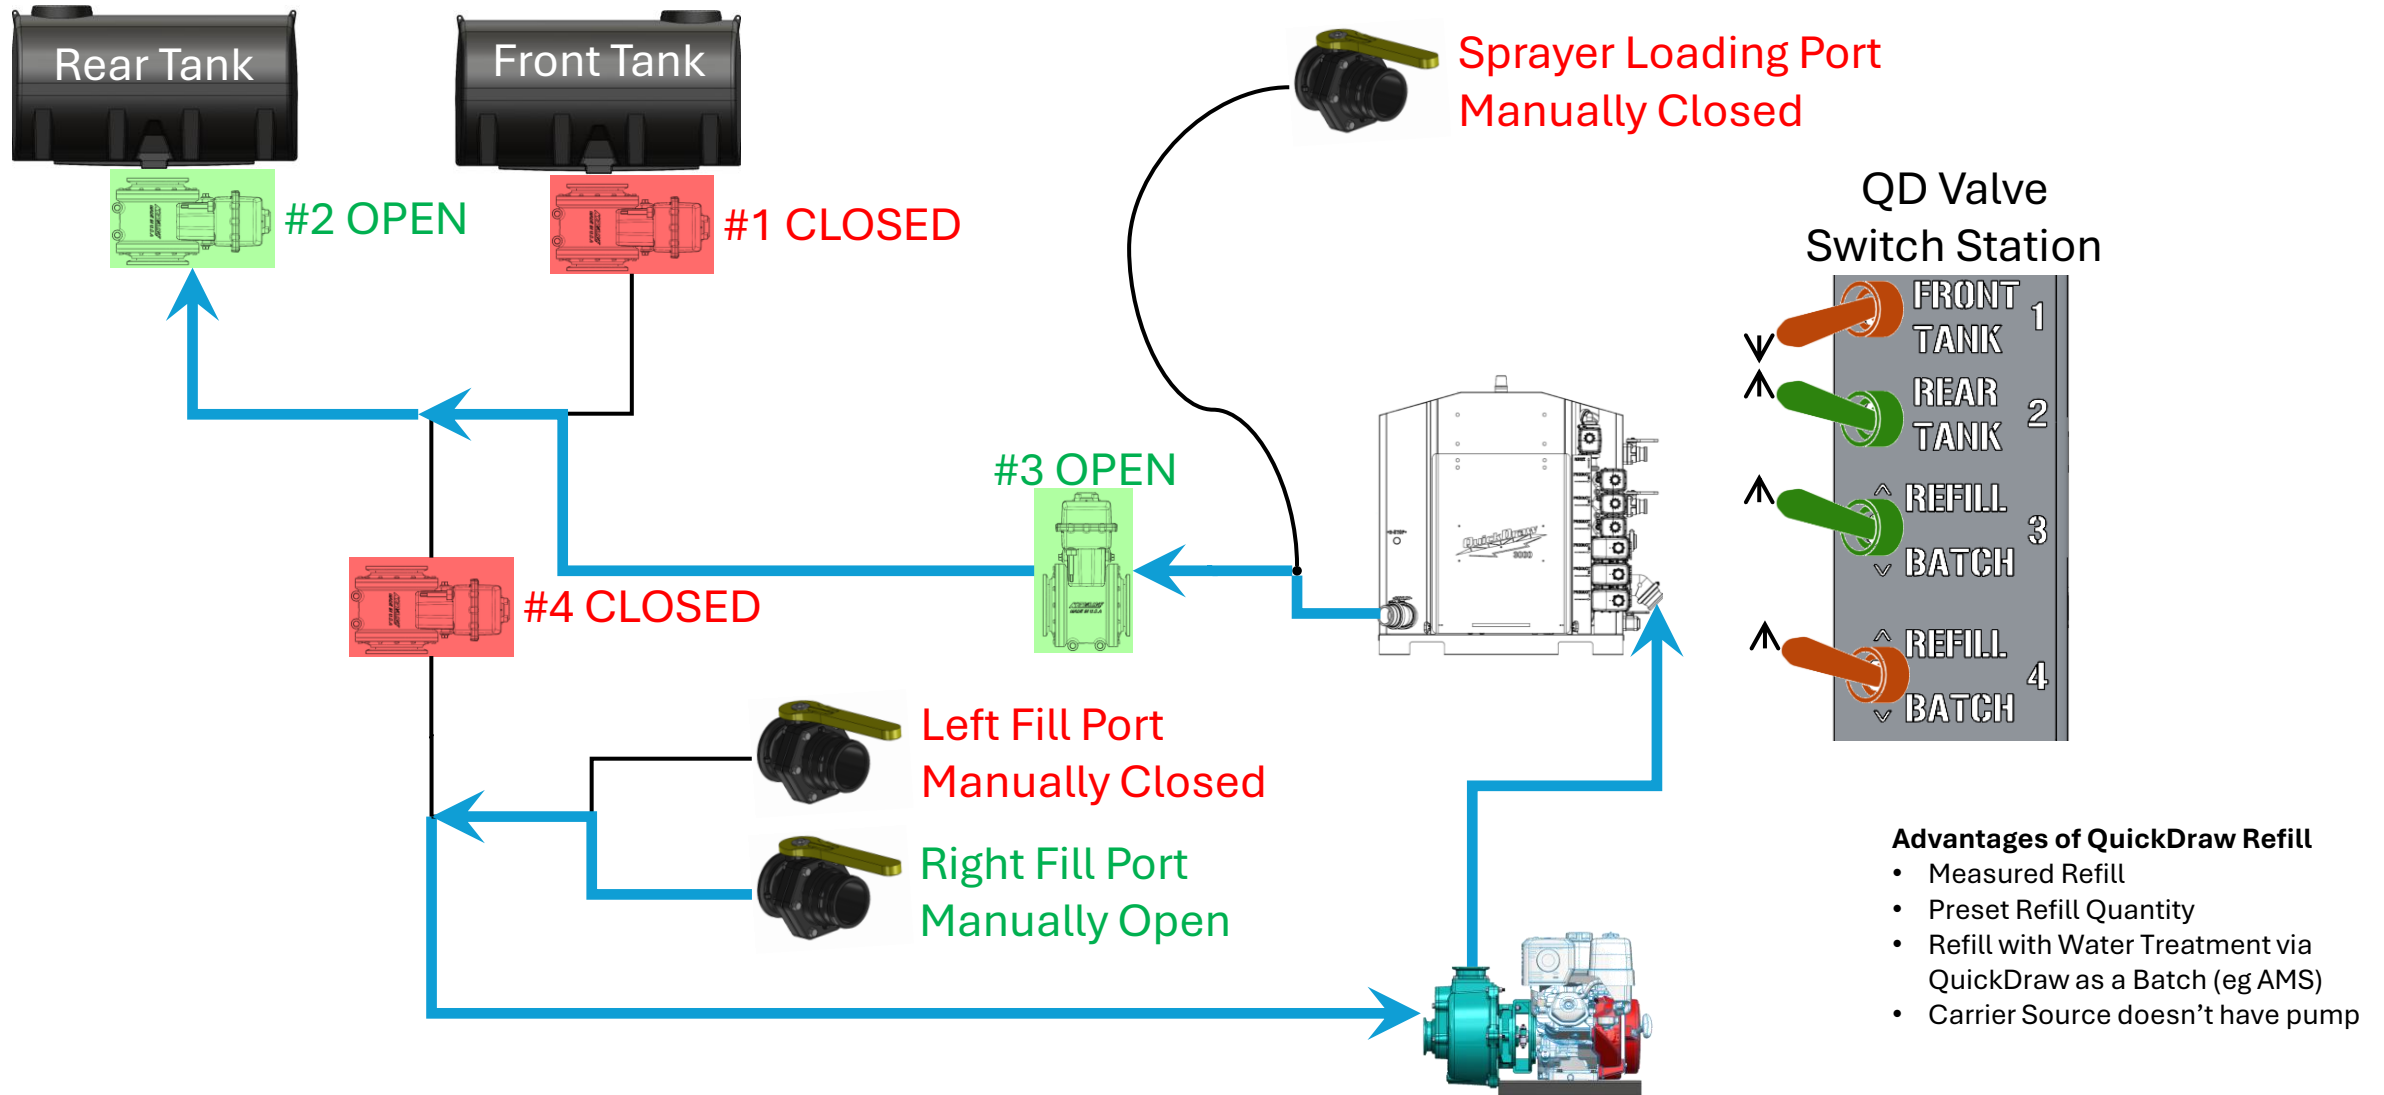 Rear Tank
Front Tank
Sprayer Loading Port
Manually Closed
#2 OPEN
#1 CLOSED
QD Valve
Switch Station
FRONT
TANK
1
REAR
TANK
2
REFILL
BATCH
3
REFILL
BATCH
4
#3 OPEN
QuickDraw
3000
#4 CLOSED
Left Fill Port
Manually Closed
Right Fill Port
Manually Open
Advantages of QuickDraw Refill
• Measured Refill
• Preset Refill Quantity
• Refill with Water Treatment via
QuickDraw as a Batch (eg AMS)
• Carrier Source doesn’t have pump